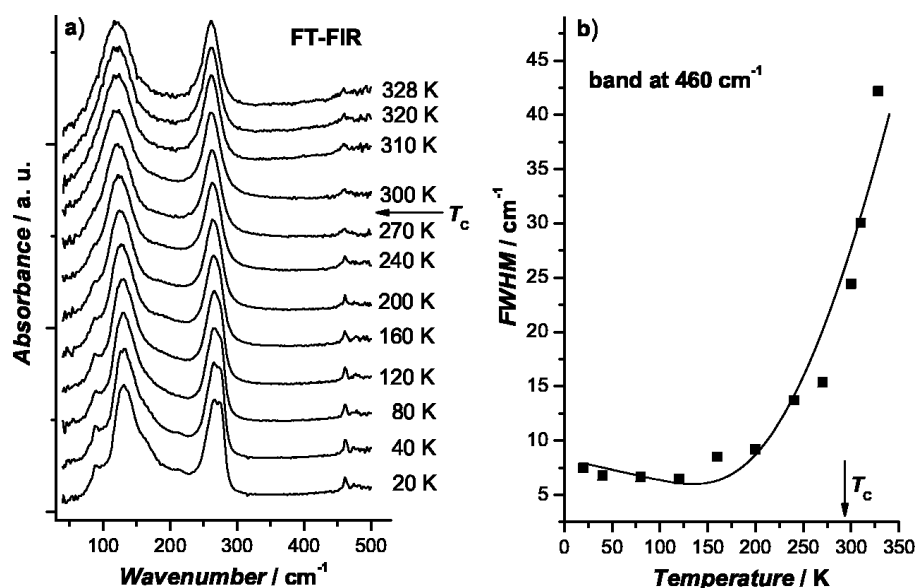 a)
FT-FIR
328 K
320 K
310 K
300 K
Tc
270 K
240 K
200 K
160 K
120 K
80 K
40 K
20 K
Absorbance / a. u.
100 200 300 400 500
Wavenumber / cm-1
b)
band at 460 cm-1
45
40
35
30
25
20
15
10
5
FWHM / cm-1
Tc
0 50 100 150 200 250 300 350
Temperature / K